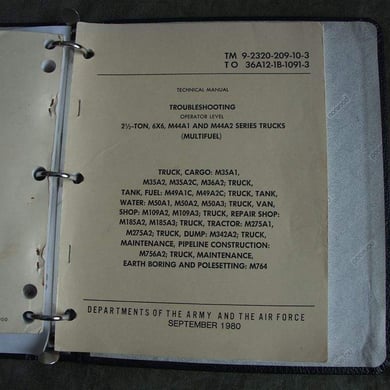 TM 9-2320-209-10-3
TO 36A12-1B-1091-3
TECHNICAL MANUAL
TROUBLESHOOTING
OPERATOR LEVEL
2½-TON, 6X6, M44A1 AND M44A2 SERIES TRUCKS
(MULTIFUEL)
TRUCK, CARGO: M35A1,
M35A2, M35A2C, M36A2; TRUCK,
TANK, FUEL: M49A1C, M49A2C; TRUCK, TANK,
WATER: M50A1, M50A2, M50A3; TRUCK, VAN,
SHOP: M109A2, M109A3; TRUCK, REPAIR SHOP:
M185A2, M185A3; TRUCK, TRACTOR: M275A1,
M275A2; TRUCK, DUMP: M342A2; TRUCK,
MAINTENANCE, PIPELINE CONSTRUCTION:
M756A2; TRUCK, MAINTENANCE,
EARTH BORING AND POLESETTING: M764
DEPARTMENTS OF THE ARMY AND THE AIR FORCE
SEPTEMBER 1980